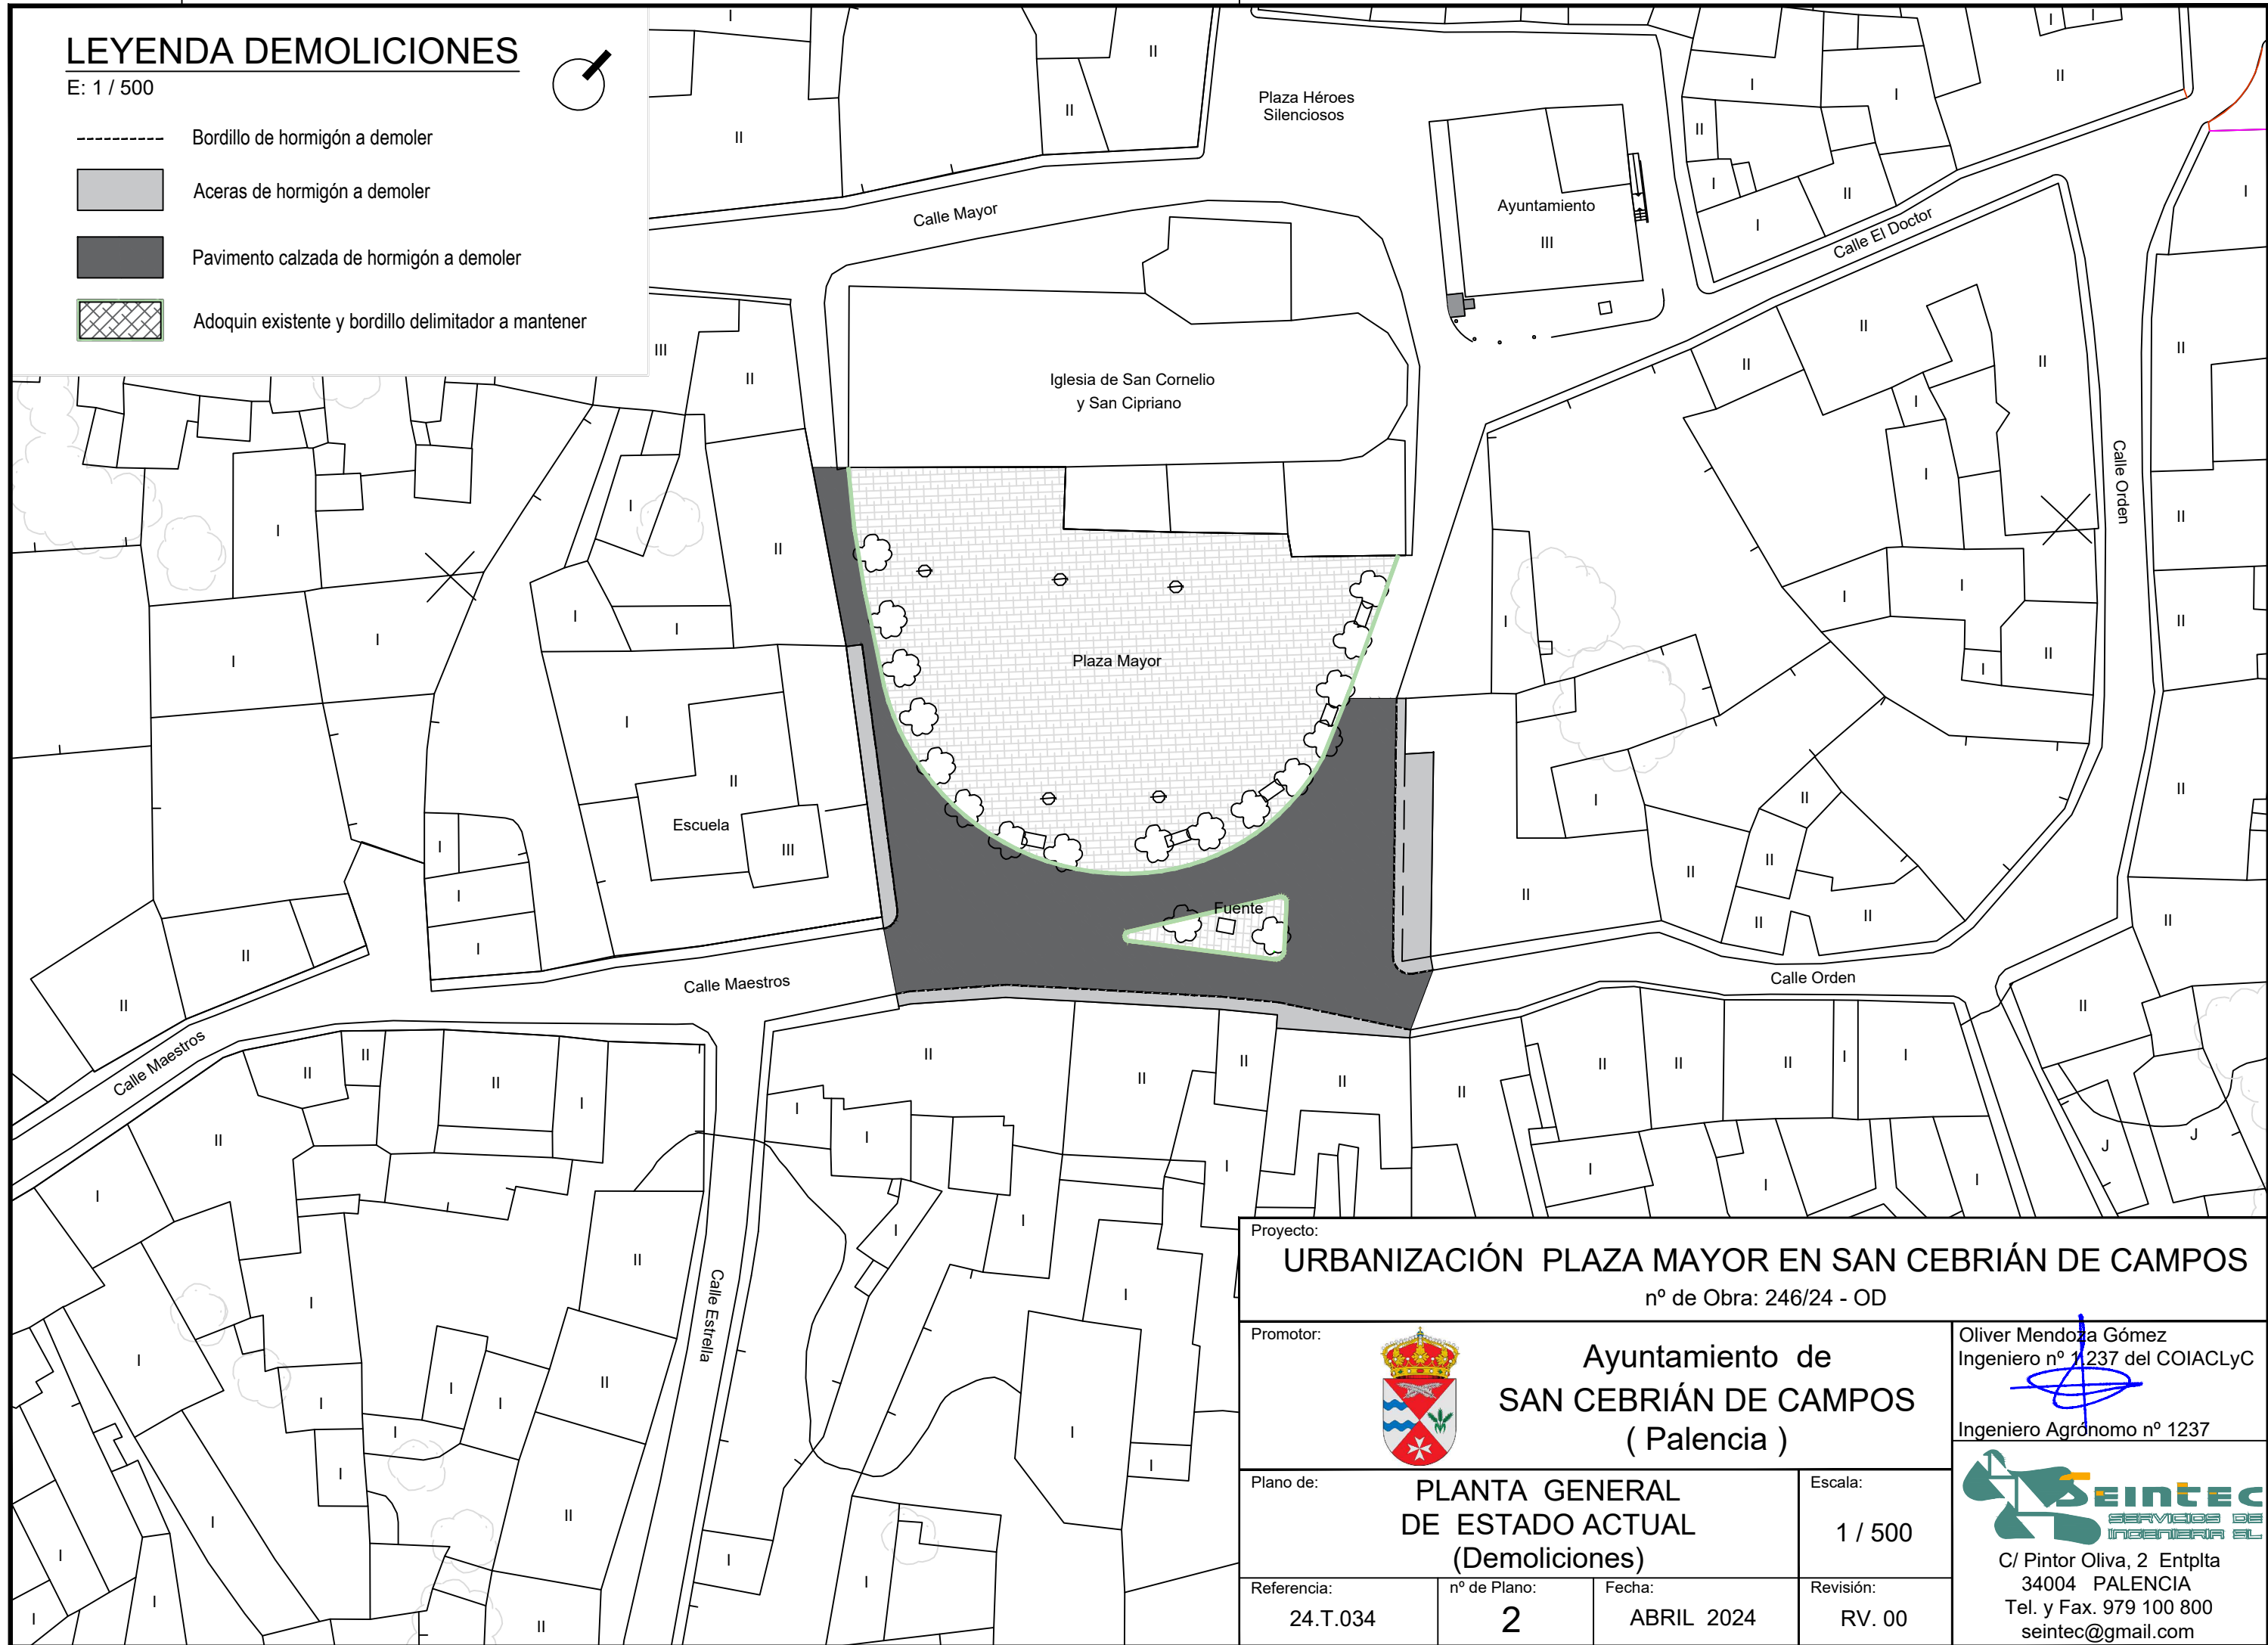 LEYENDA DEMOLICIONES
E: 1 / 500
Bordillo de hormigón a demoler
Aceras de hormigón a demoler
Pavimento calzada de hormigón a demoler
Adoquin existente y bordillo delimitador a mantener
Plaza Héroes
Silenciosos
Calle Mayor
Ayuntamiento
III
Calle El Doctor
Iglesia de San Cornelio
y San Cipriano
Calle Orden
Plaza Mayor
Escuela
II
III
Fuente
Calle Maestros
Calle Orden
Calle Maestros
Calle Estrella
Proyecto:
URBANIZACIÓN PLAZA MAYOR EN SAN CEBRIÁN DE CAMPOS
nº de Obra: 246/24 - OD
Promotor:
Ayuntamiento de
SAN CEBRIÁN DE CAMPOS
( Palencia )
Oliver Mendoza Gómez
Ingeniero nº 1.237 del COIACLyC
Ingeniero Agrónomo nº 1237
Plano de:
PLANTA GENERAL
DE ESTADO ACTUAL
(Demoliciones)
Escala:
1 / 500
Referencia:
24.T.034
nº de Plano:
2
Fecha:
ABRIL 2024
Revisión:
RV. 00
SEINTEC
SERVICIOS DE
INGENIERIA SL
C/ Pintor Oliva, 2 Entplta
34004 PALENCIA
Tel. y Fax. 979 100 800
seintec@gmail.com